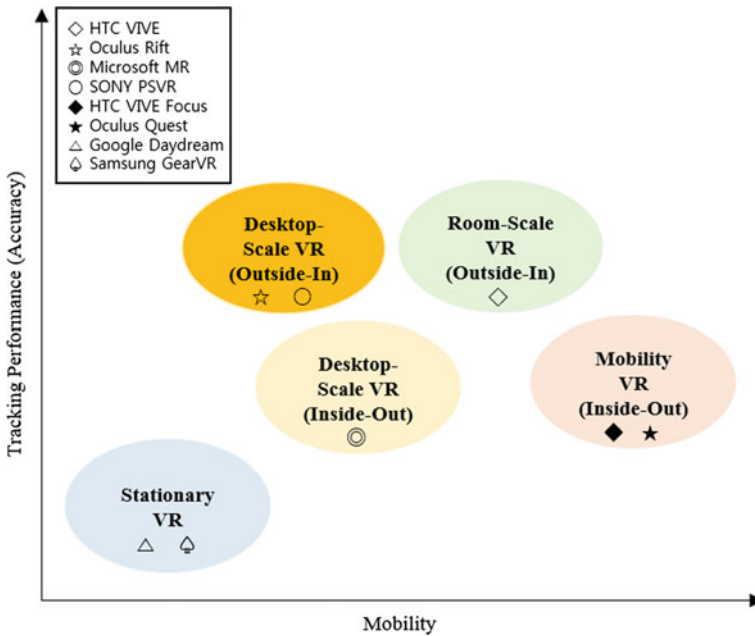 HTC VIVE
Oculus Rift
Microsoft MR
SONY PSVR
HTC VIVE Focus
Oculus Quest
Google Daydream
Samsung GearVR
Tracking Performance (Accuracy)
Desktop-
Scale VR
(Outside-In)
Room-Scale
VR
(Outside-In)
Desktop-
Scale VR
(Inside-Out)
Mobility
VR
(Inside-Out)
Stationary
VR
Mobility